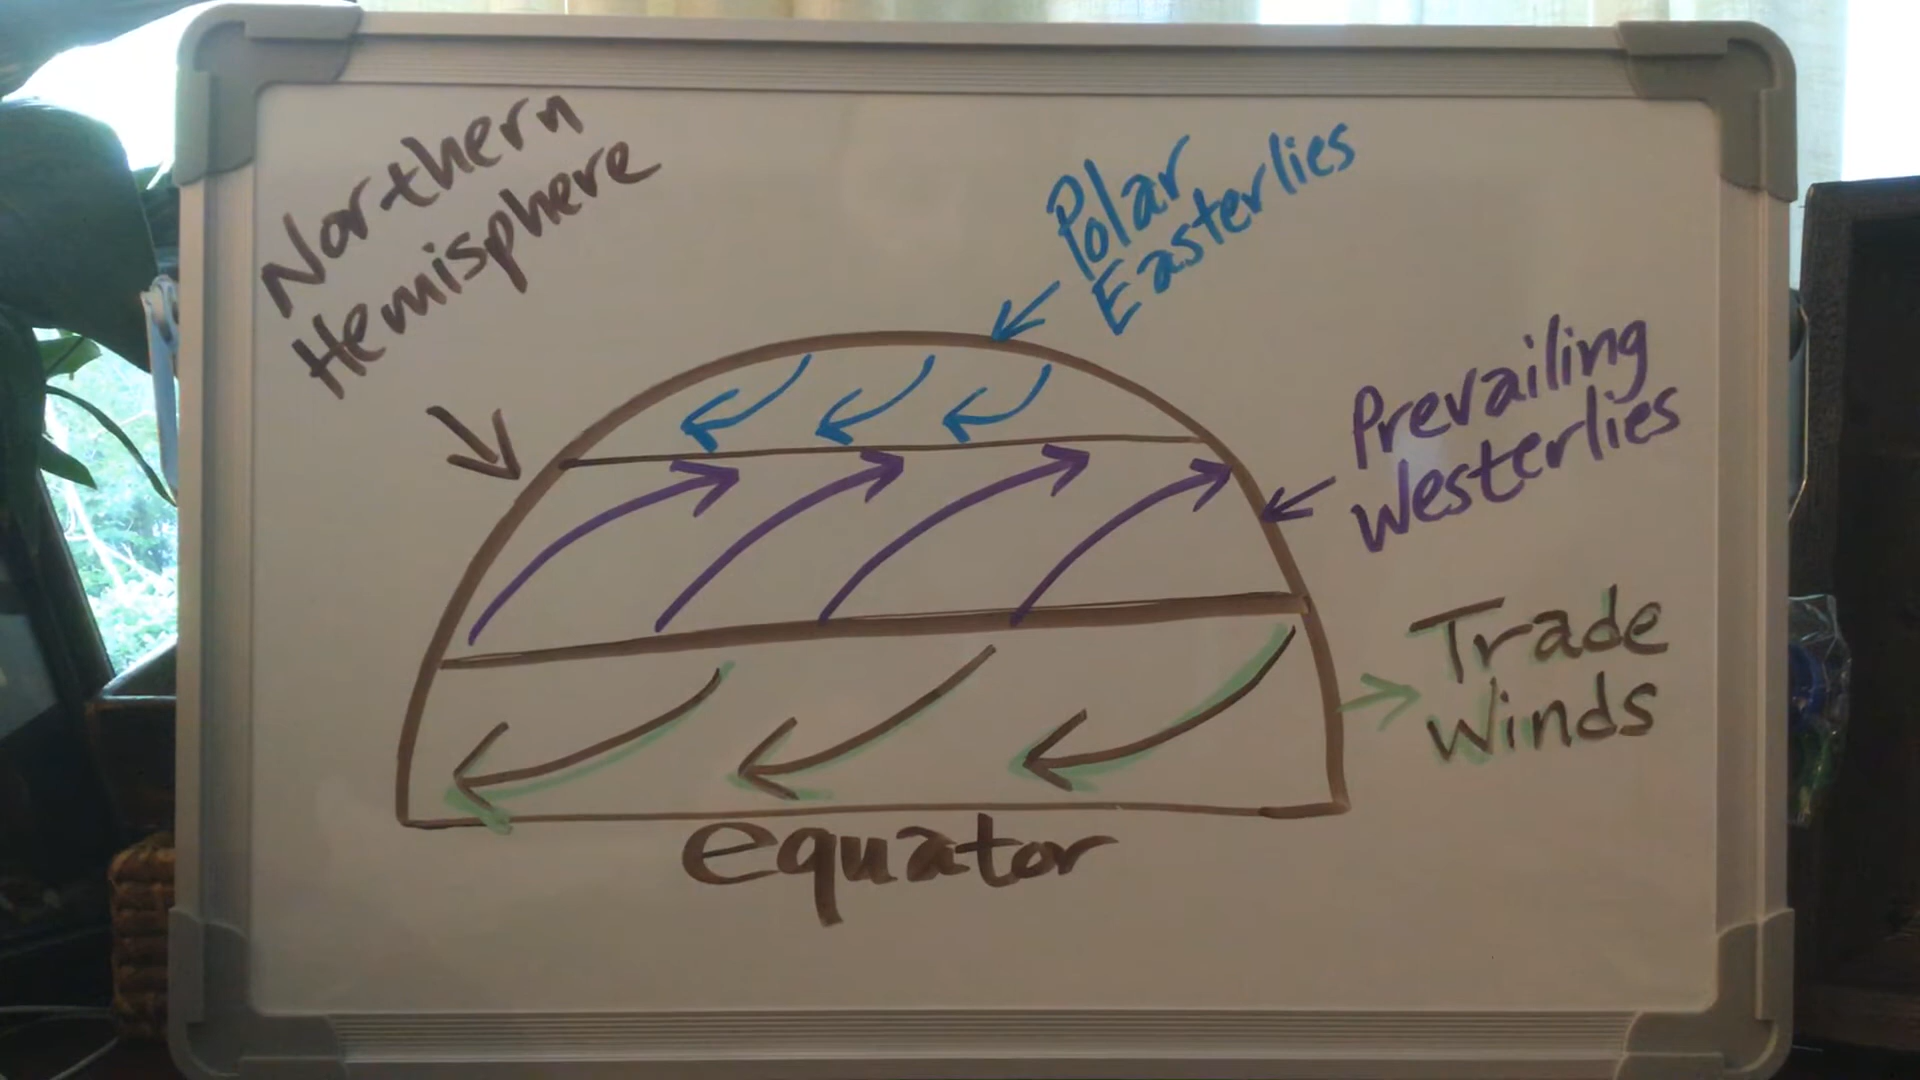 Northern
Hemisphere
Polar
Easterlies
Prevailing
Westerlies
Trade
Winds
equator